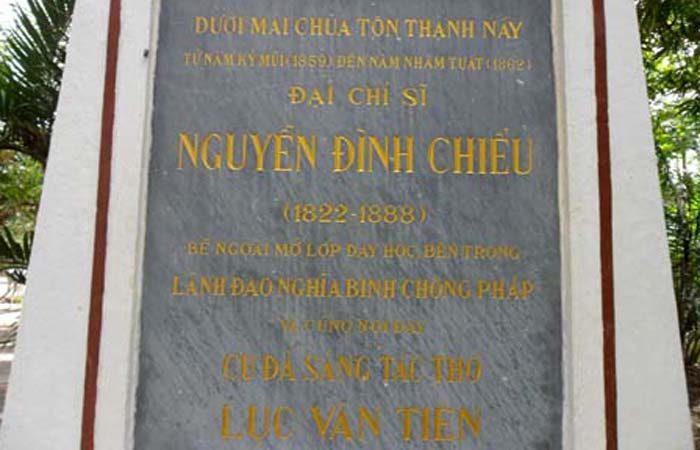 DƯỚI MÁI CHÙA TÔN THẠNH NẦY
TỪ NĂM KỶ MÙI (1859) ĐẾN NĂM NHÂM TUẤT (1862)
ĐẠI CHÍ SĨ
NGUYỄN ĐÌNH CHIỂU
(1822-1888)
BỀ NGOÀI MỞ LỚP DẠY HỌC, BÊN TRONG
LÃNH ĐẠO NGHĨA BINH CHỐNG PHÁP
VÀ CŨNG NƠI ĐÂY
CỤ ĐÃ SÁNG TÁC THƠ
LỤC VÂN TIÊN